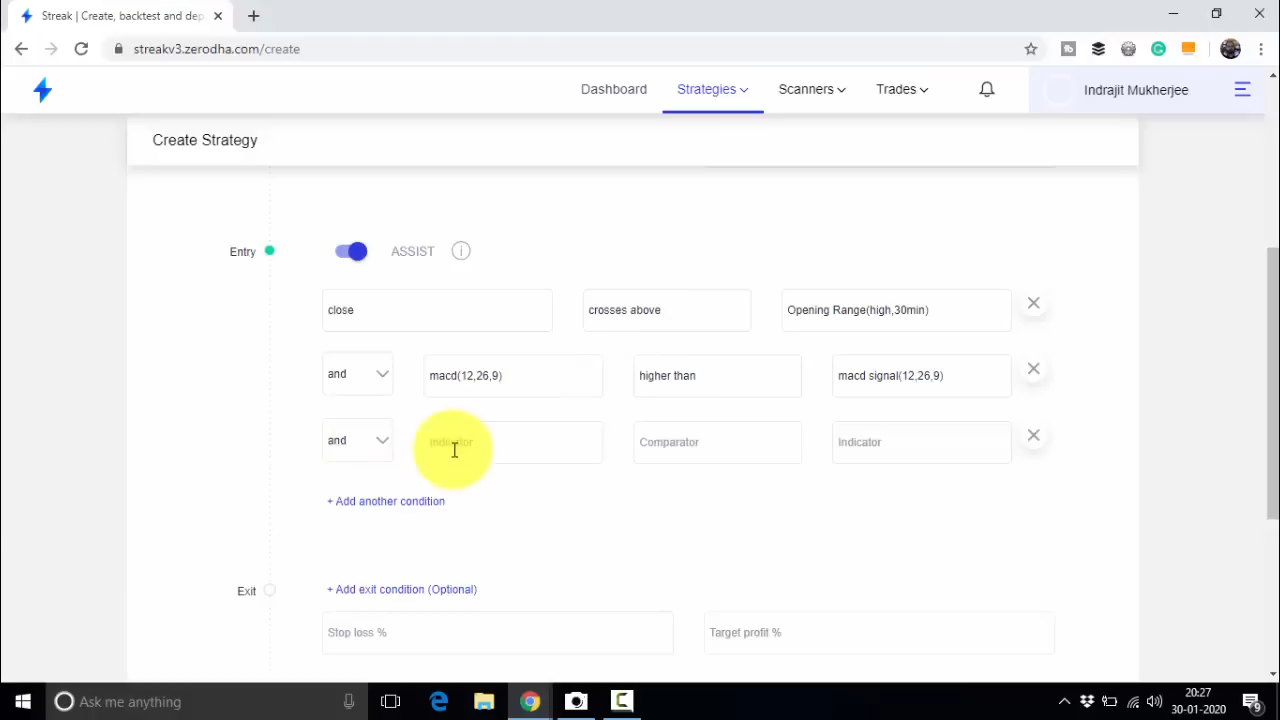 Streak | Create, backtest and dep
streakv3.zerodha.com/create
Dashboard Strategies Scanners Trades Indrajit Mukherjee
Create Strategy
Entry ASSIST i
close crosses above Opening Range(high,30min)
and macd(12,26,9) higher than macd signal(12,26,9)
and Indicator Comparator Indicator
+ Add another condition
Exit + Add exit condition (Optional)
Stop loss % Target profit %
Ask me anything 20:27
30-01-2020 9